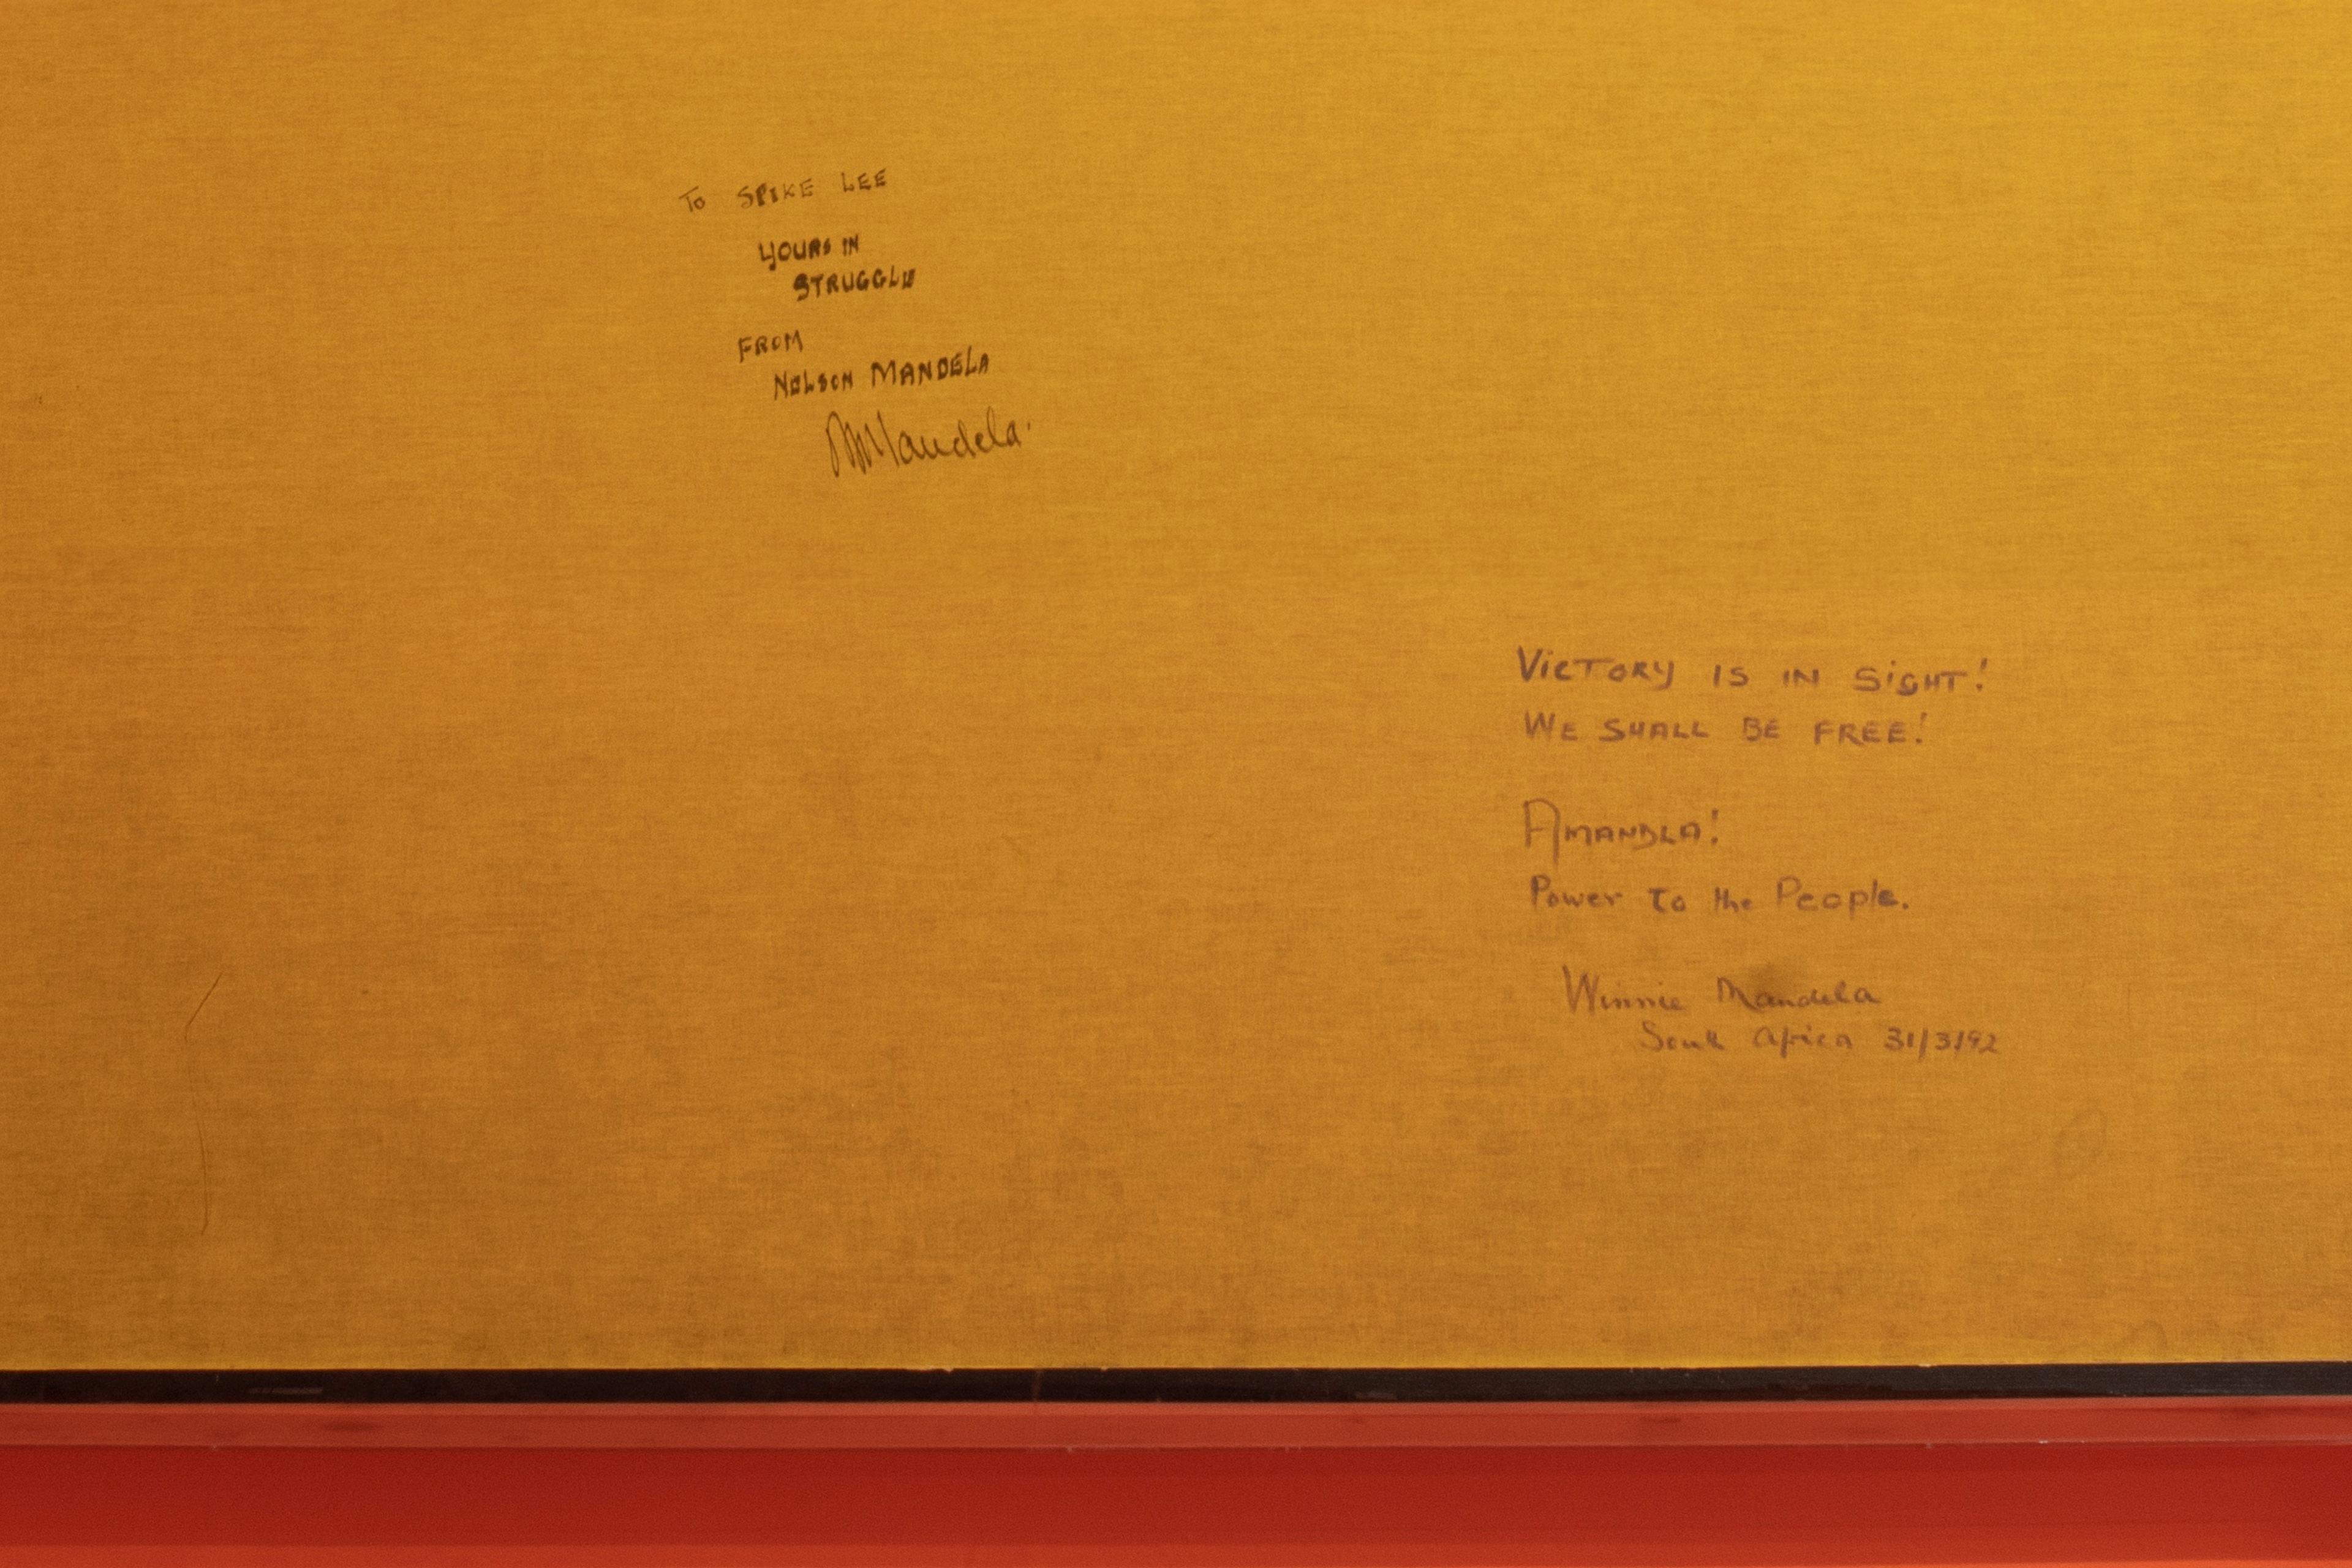 To SPIKE LEE
YOURS IN
STRUGGLE
FROM
NELSON MANDELA
NMandela.
VICTORY IS IN SIGHT!
WE SHALL BE FREE!
AMANDLA!
Power To the People.
Winnie Mandela
South Africa 31/3/92